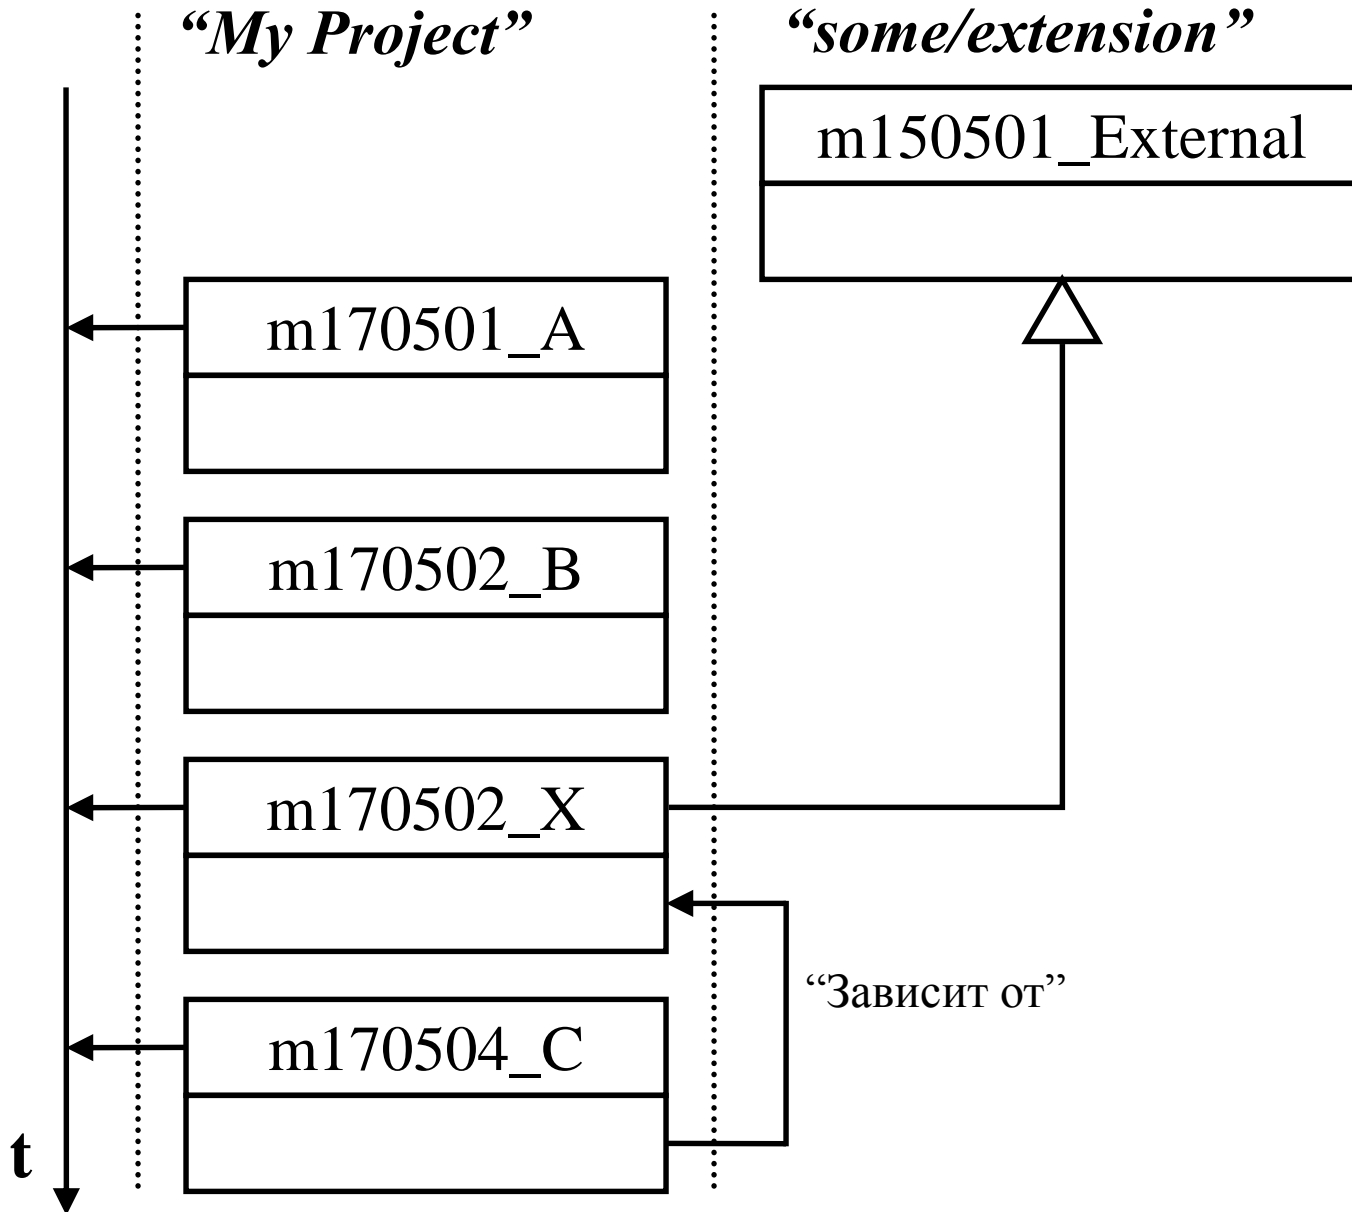 “My Project”
“some/extension”
m150501_External
m170501_A
m170502_B
m170502_X
“Зависит от”
m170504_C
t